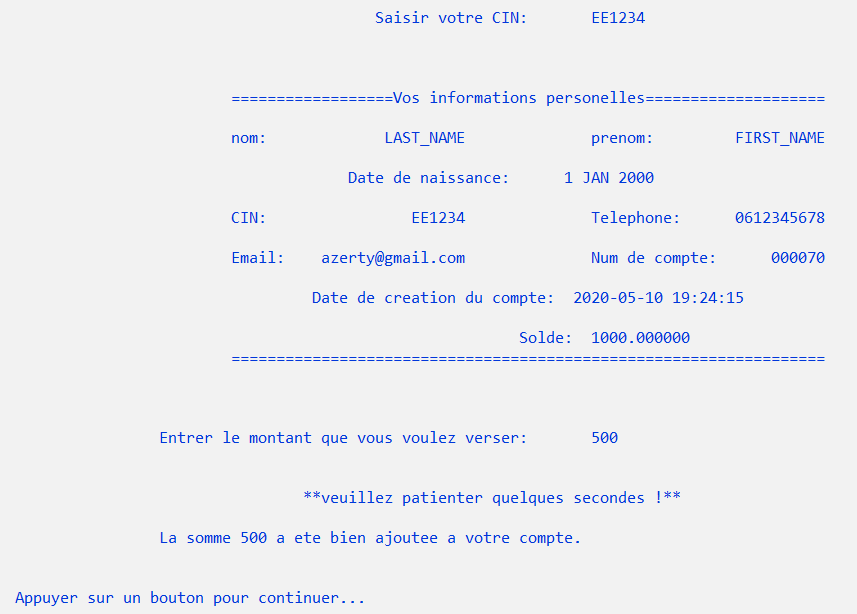 Saisir votre CIN: EE1234
==================Vos informations personelles====================
nom: LAST_NAME prenom: FIRST_NAME
Date de naissance: 1 JAN 2000
CIN: EE1234 Telephone: 0612345678
Email: azerty@gmail.com Num de compte: 000070
Date de creation du compte: 2020-05-10 19:24:15
Solde: 1000.000000
==================================================================
Entrer le montant que vous voulez verser: 500
**veuillez patienter quelques secondes !**
La somme 500 a ete bien ajoutee a votre compte.
Appuyer sur un bouton pour continuer...